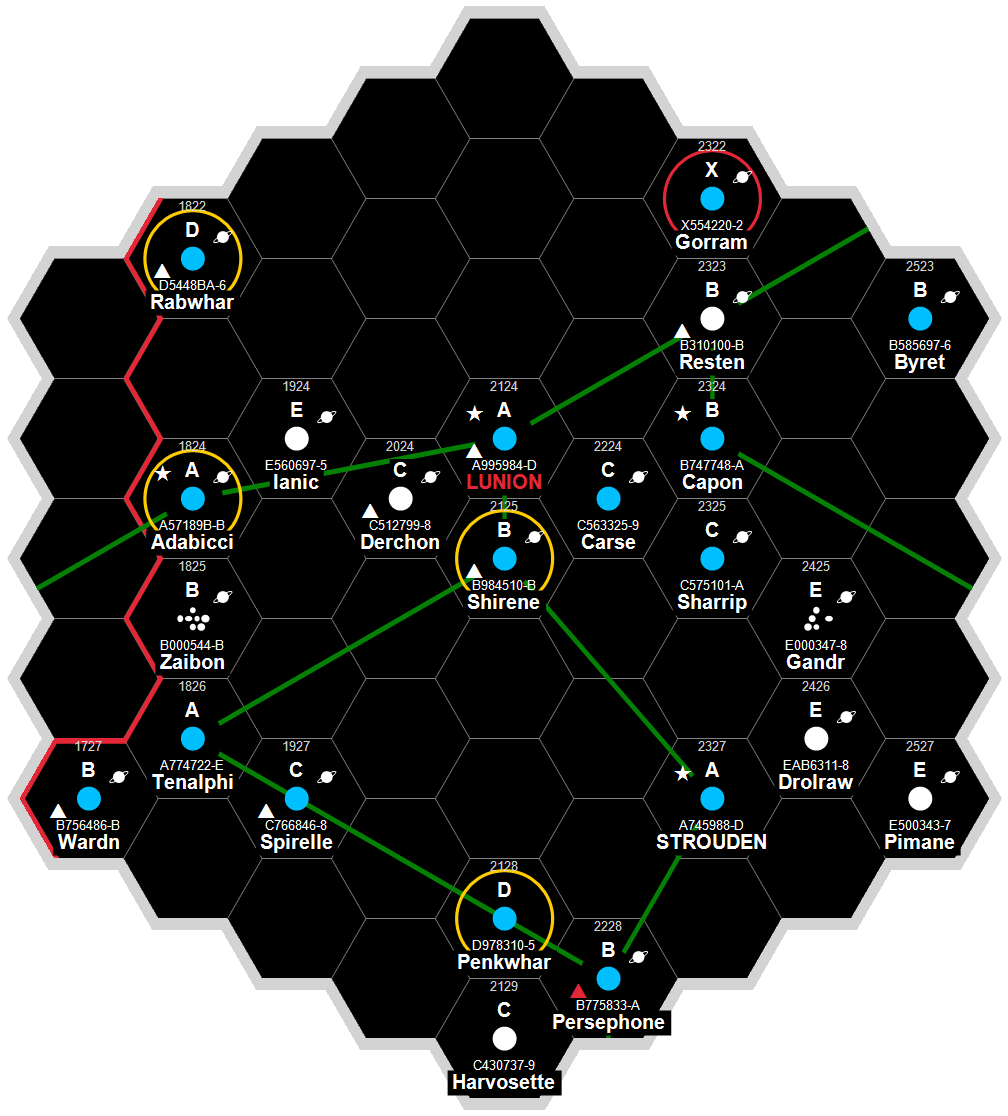 2322
X
X554220-2
Gorram
1822
D
D5448BA-6
Rabwhar
2323
B
B310100-B
Resten
2523
B
B585697-6
Byret
1924
E
E560697-5
Ianic
2124
A
A995984-D
LUNION
2324
B
B747748-A
Capon
1824
A
A57189B-B
Adabicci
2024
C
C512799-8
Derchon
2224
C
C563325-9
Carse
2125
B
B984510-B
Shirene
2325
C
C575101-A
Sharrip
1825
B
B000544-B
Zaibon
2425
E
E000347-8
Gandr
1826
A
A774722-E
Tenalphi
2426
E
EAB6311-8
Drolraw
1727
B
B756486-B
Wardn
1927
C
C766846-8
Spirelle
2327
A
A745988-D
STROUDEN
2527
E
E500343-7
Pimane
2128
D
D978310-5
Penkwhar
2228
B
B775833-A
Persephone
2129
C
C430737-9
Harvosette